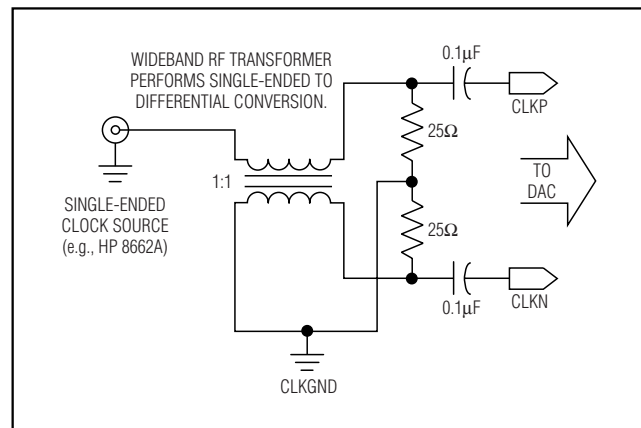 WIDEBAND RF TRANSFORMER
PERFORMS SINGLE-ENDED TO
DIFFERENTIAL CONVERSION.
0.1μF
CLKP
25Ω
1:1
TO
DAC
SINGLE-ENDED
CLOCK SOURCE
(e.g., HP 8662A)
25Ω
0.1μF
CLKN
CLKGND